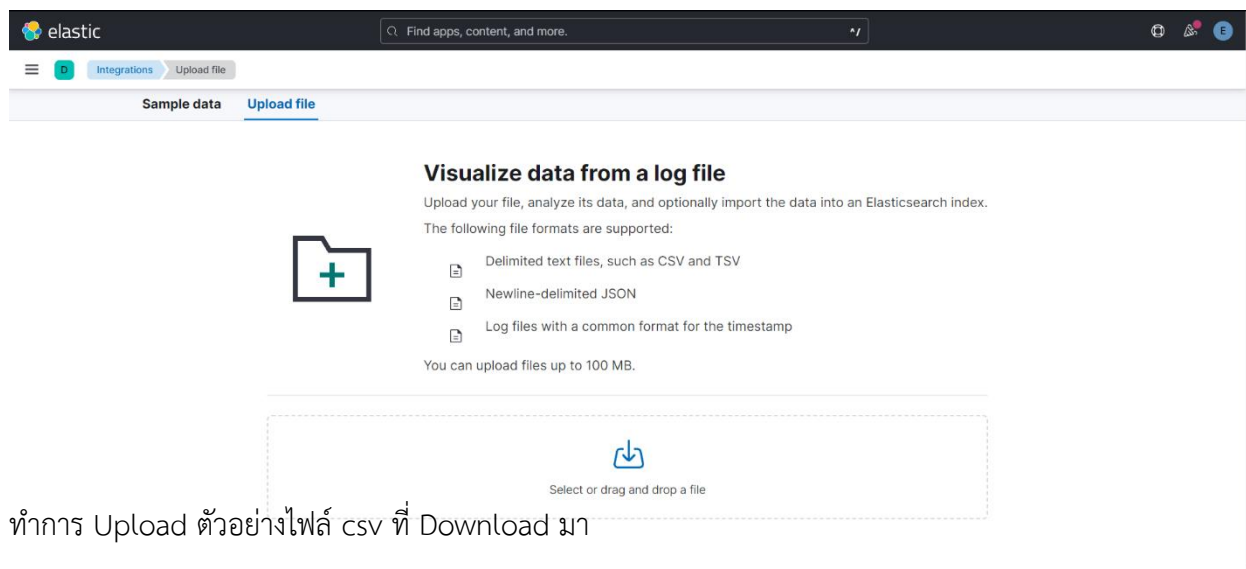 elastic
Find apps, content, and more.
^/
E
D
Integrations
Upload file
Sample data
Upload file
Visualize data from a log file
Upload your file, analyze its data, and optionally import the data into an Elasticsearch index.
The following file formats are supported:
Delimited text files, such as CSV and TSV
Newline-delimited JSON
Log files with a common format for the timestamp
You can upload files up to 100 MB.
Select or drag and drop a file
ทำการ Upload ตัวอย่างไฟล์ csv ที่ Download มา